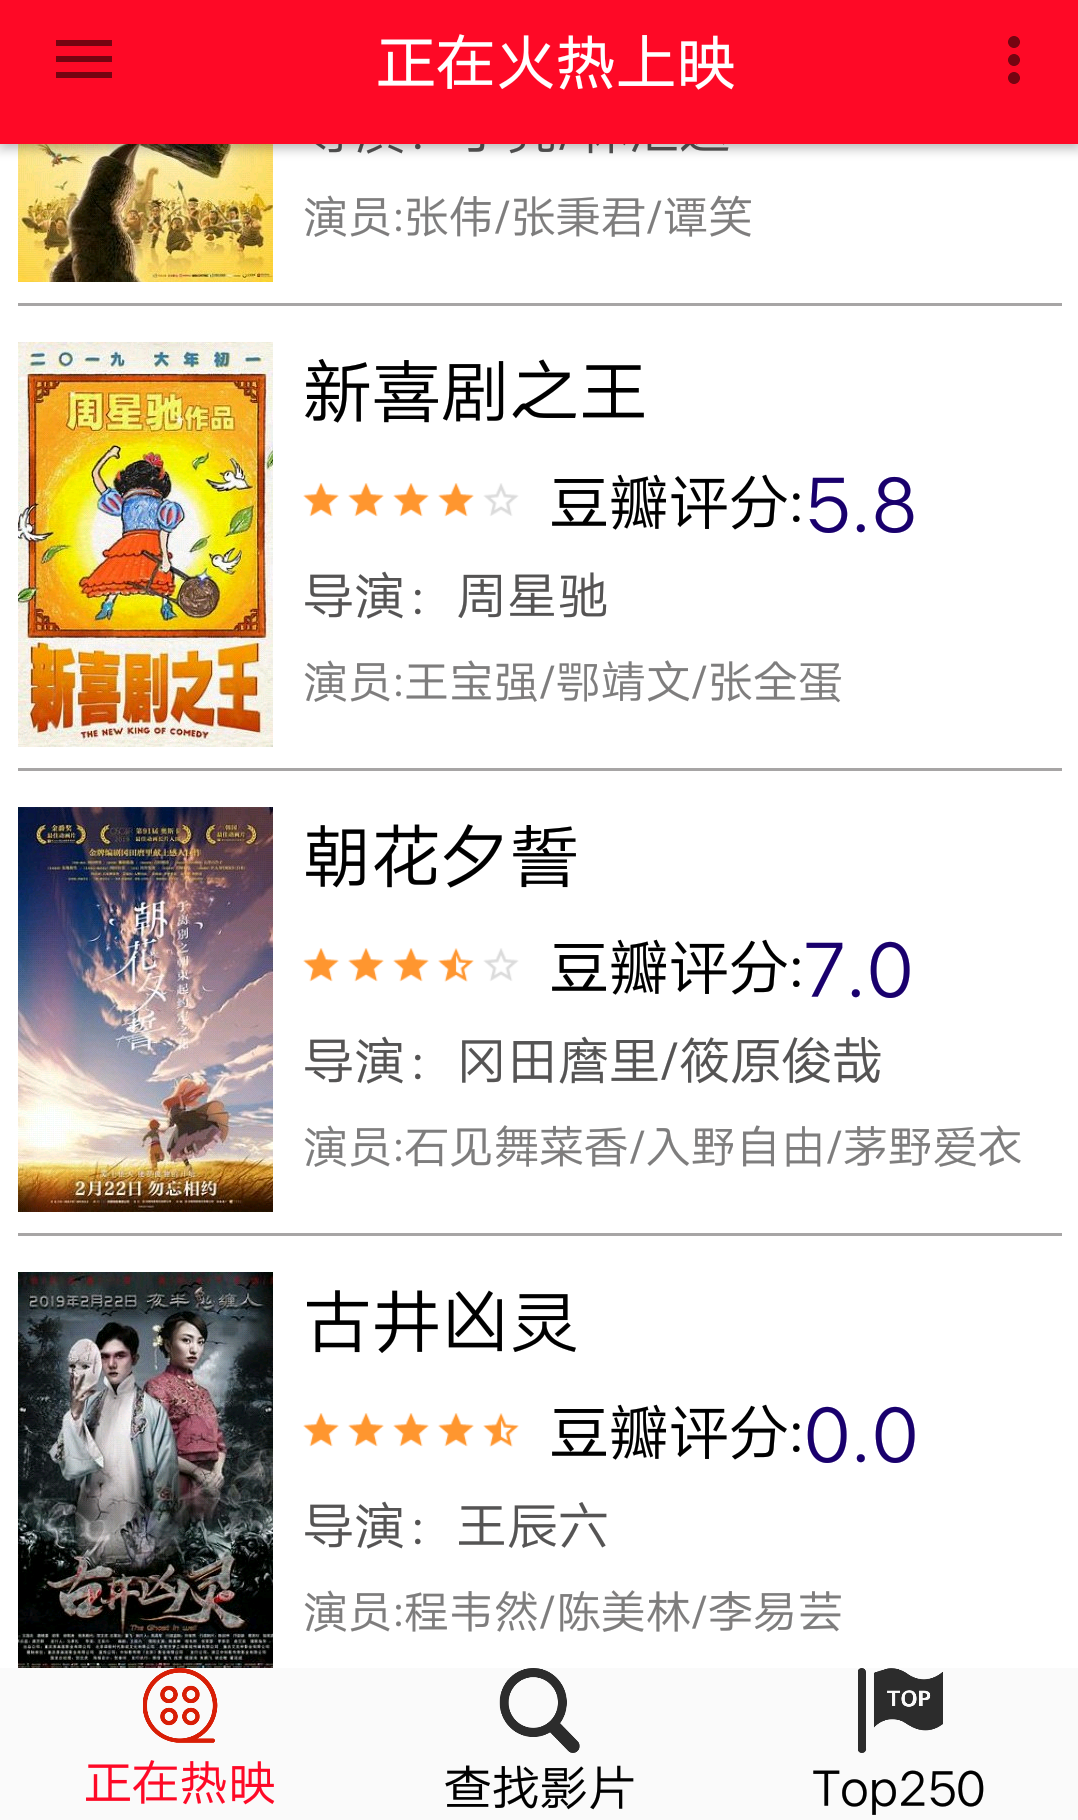 正在火热上映
演员:张伟/张秉君/谭笑
二〇一九 大年初一
周星驰作品
新喜剧之王
THE NEW KING OF COMEDY
新喜剧之王
豆瓣评分:5.8
导演：周星驰
演员:王宝强/鄂靖文/张全蛋
朝花夕誓
2月22日 勿忘相约
朝花夕誓
豆瓣评分:7.0
导演：冈田麿里/筱原俊哉
演员:石见舞菜香/入野自由/茅野爱衣
2019年2月22日 夜半
缠人
古井凶灵
The Ghost in well
古井凶灵
豆瓣评分:0.0
导演：王辰六
演员:程韦然/陈美林/李易芸
正在热映
查找影片
TOP
Top250